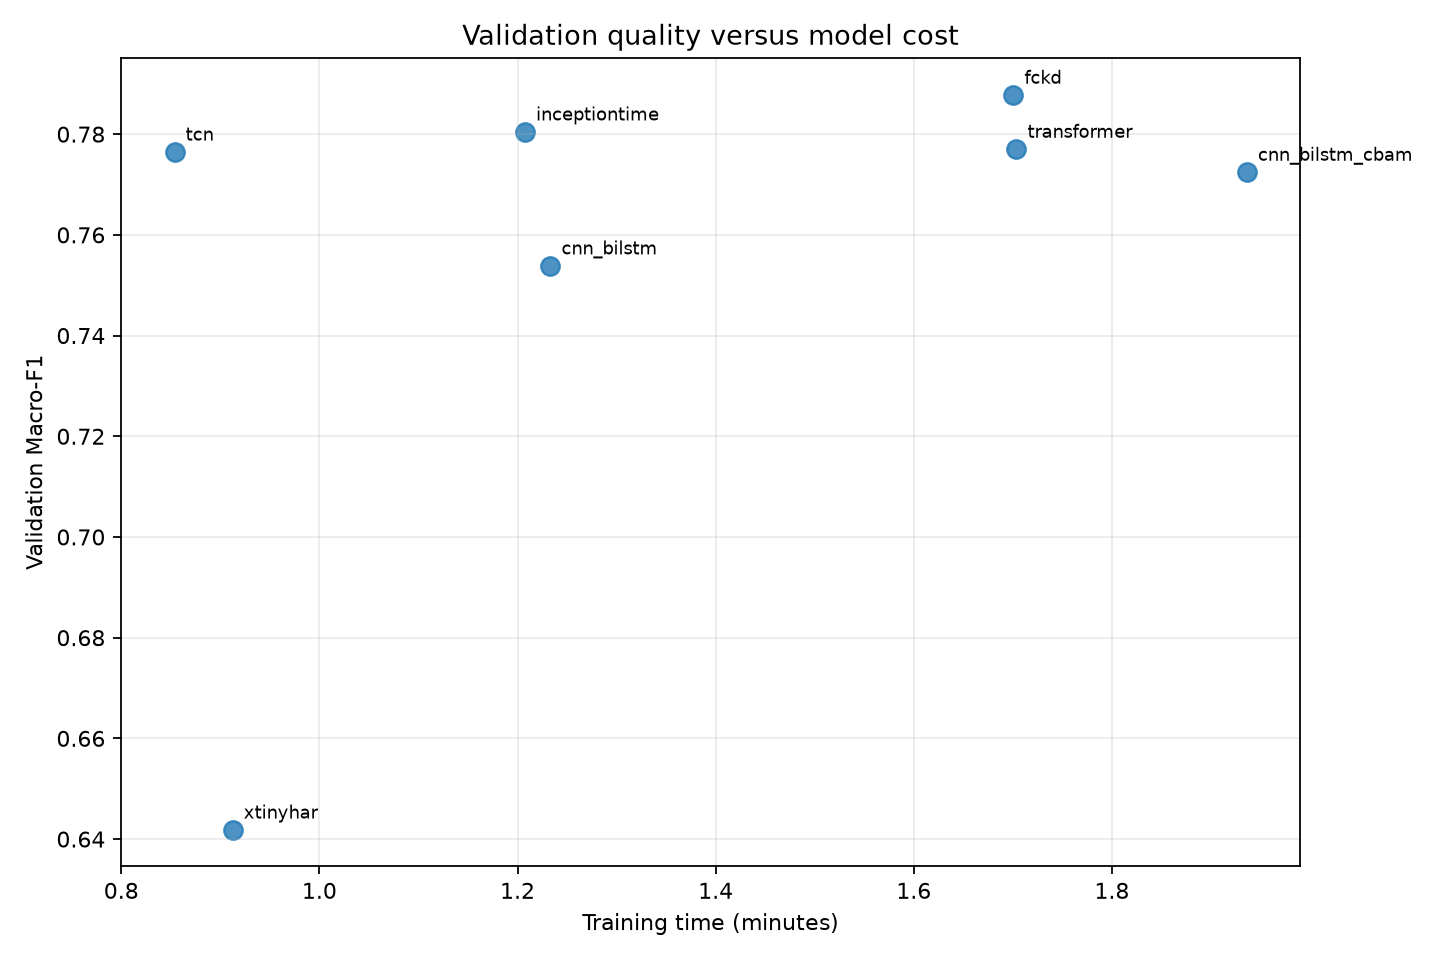 Validation quality versus model cost
fckd
tcn
inceptiontime
transformer
cnn_bilstm_cbam
cnn_bilstm
xtinyhar
Validation Macro-F1
0.78
0.76
0.74
0.72
0.70
0.68
0.66
0.64
0.8 1.0 1.2 1.4 1.6 1.8
Training time (minutes)